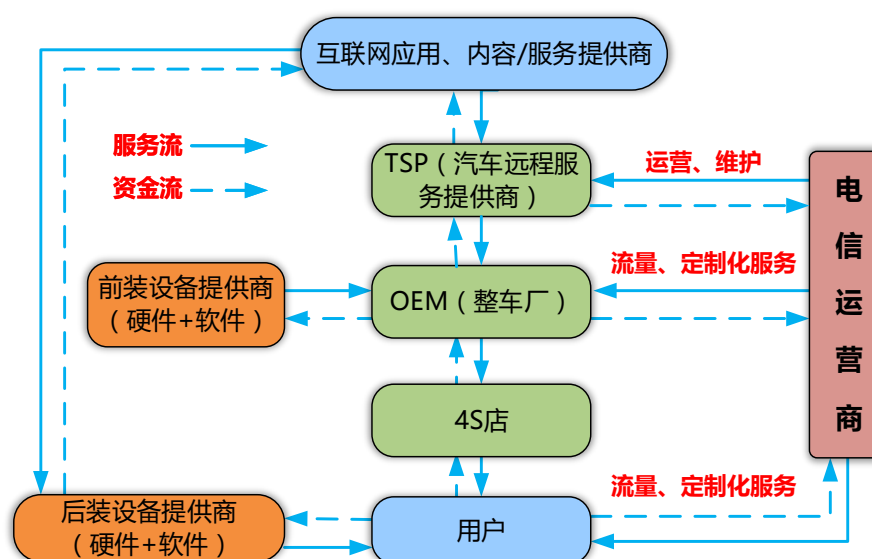 互联网应用、内容/服务提供商
服务流
资金流
TSP（汽车远程服
务提供商）
运营、维护
电
信
运
营
商
前装设备提供商
（硬件+软件）
OEM（整车厂）
流量、定制化服务
4S店
后装设备提供商
（硬件+软件）
用户
流量、定制化服务